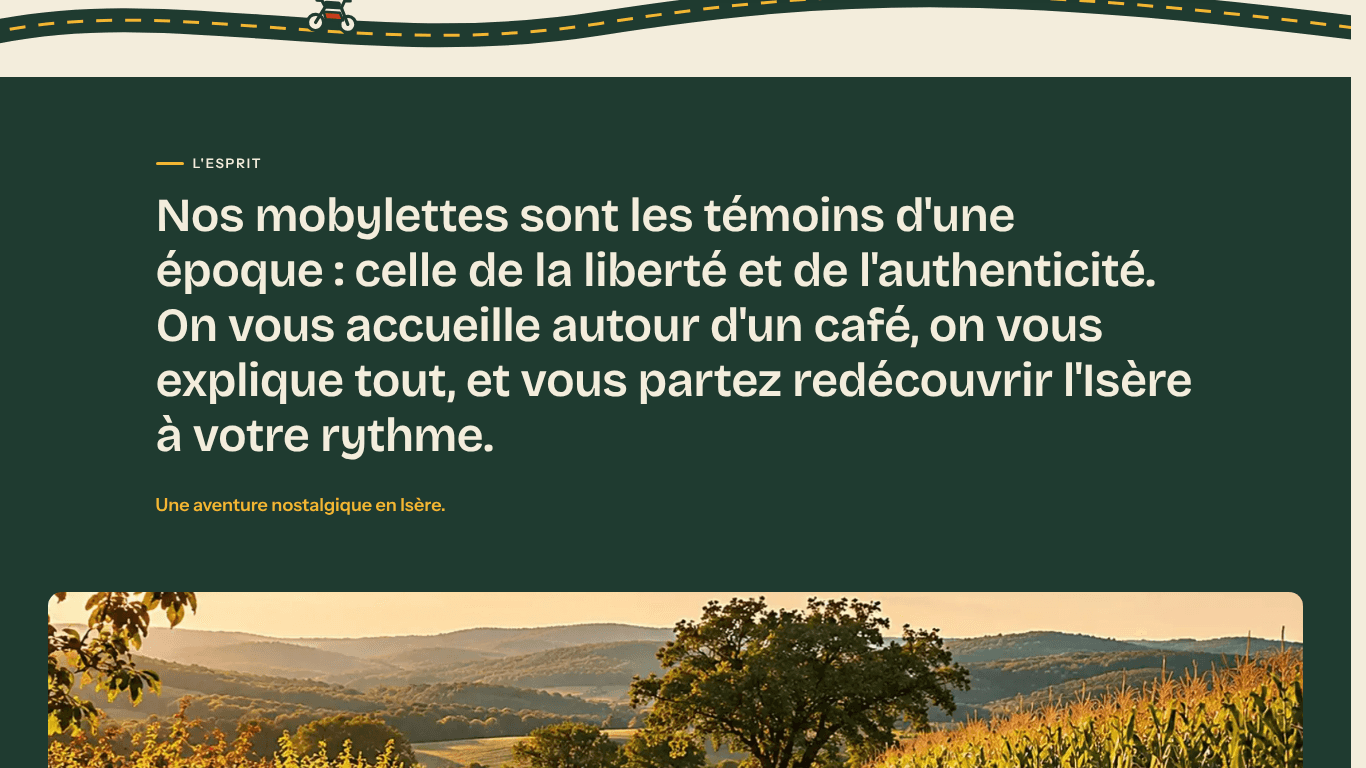 L'ESPRIT
Nos mobylettes sont les témoins d'une
époque : celle de la liberté et de l'authenticité.
On vous accueille autour d'un café, on vous
explique tout, et vous partez redécouvrir l'Isère
à votre rythme.
Une aventure nostalgique en Isère.